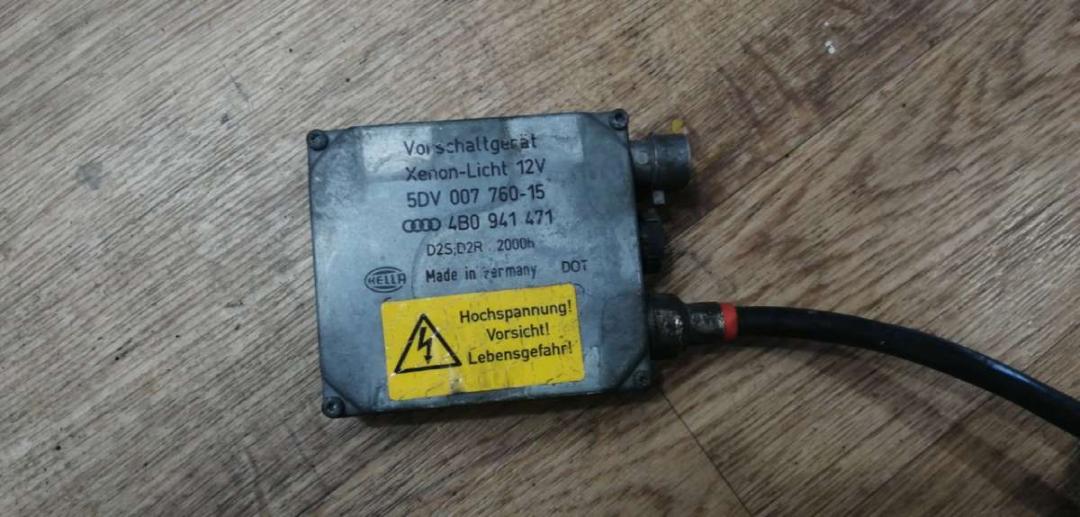 Vorschaltgerät
Xenon-Licht 12V
5DV 007 760-15
4B0 941 471
D2S,D2R 2000h
HELLA Made in Germany DOT
Hochspannung!
Vorsicht!
Lebensgefahr!